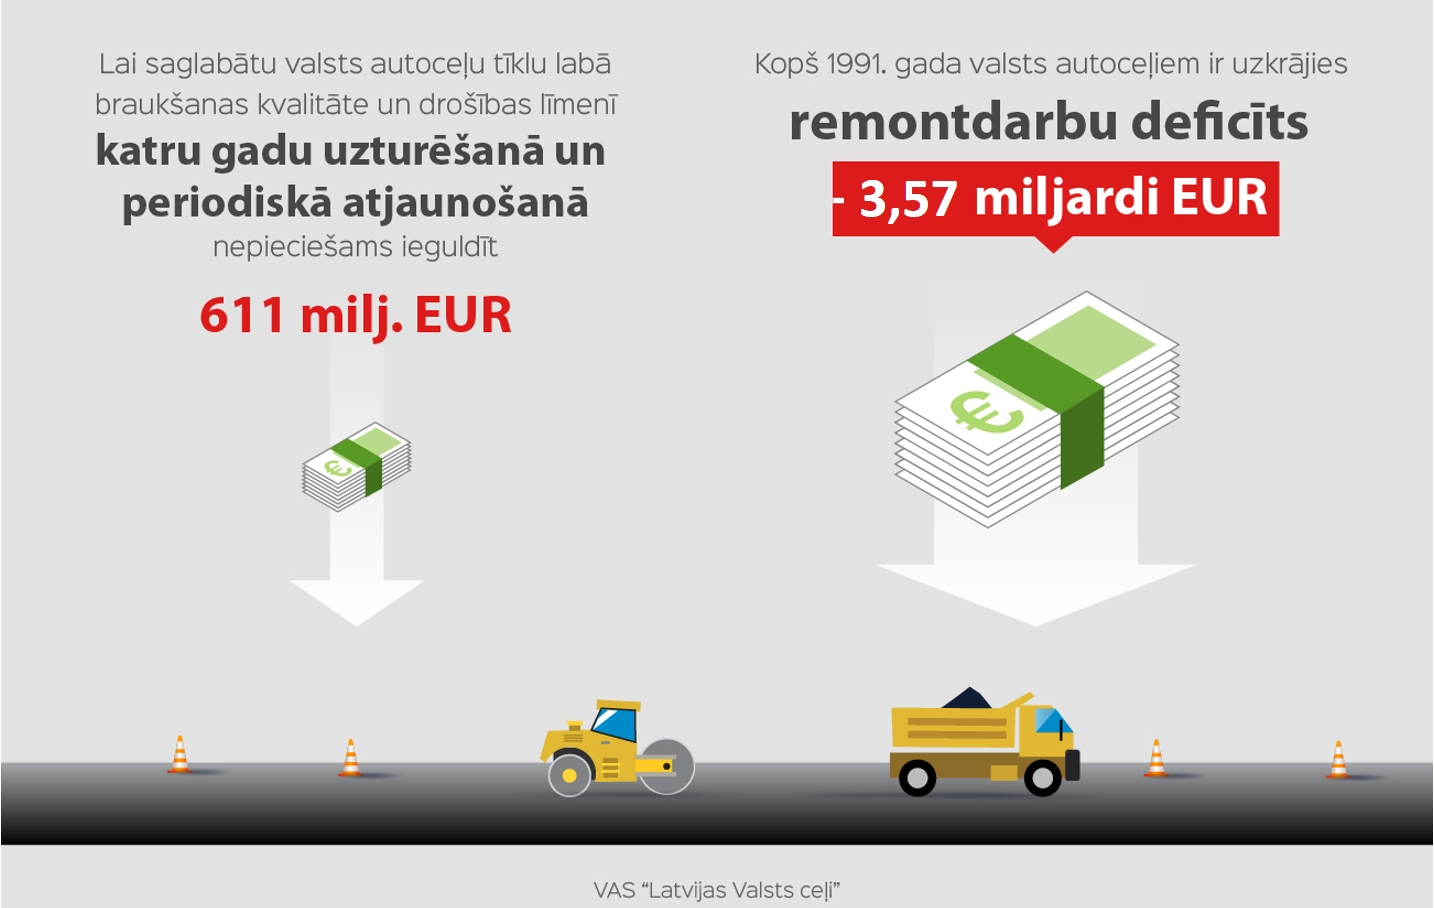 Lai saglabātu valsts autoceļu tīklu labā
braukšanas kvalitāte un drošības līmenī
katru gadu uzturēšanā un
periodiskā atjaunošanā
nepieciešams ieguldīt
611 milj. EUR
Kopš 1991. gada valsts autoceļiem ir uzkrājies
remontdarbu deficīts
- 3,57 miljardi EUR
VAS “Latvijas Valsts ceļi”